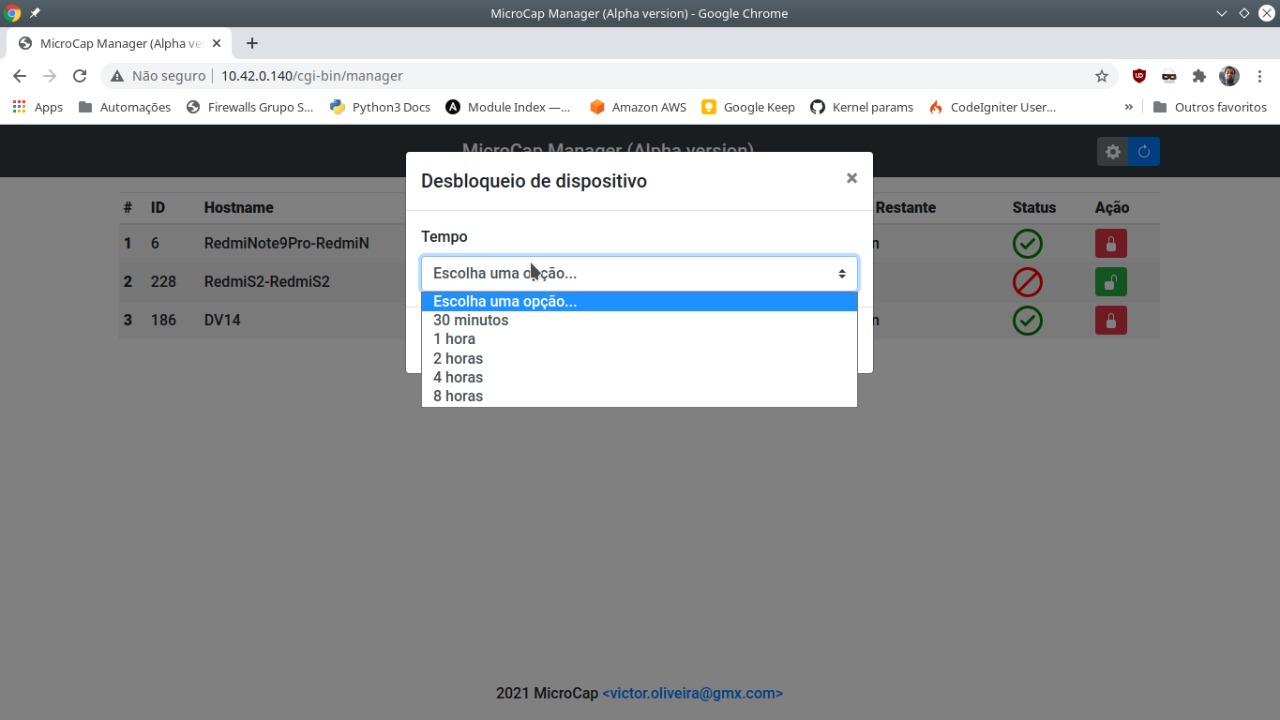 MicroCap Manager (Alpha version) - Google Chrome
MicroCap Manager (Alpha ve
Não seguro 10.42.0.140/cgi-bin/manager
Apps Automações Firewalls Grupo S... Python3 Docs Module Index —... Amazon AWS Google Keep Kernel params CodeIgniter User... » Outros favoritos
MicroCap Manager (Alpha version)
Desbloqueio de dispositivo ×
# ID Hostname Restante Status Ação
Tempo
1 6 RedmiNote9Pro-RedmiN n
Escolha uma opção...
2 228 RedmiS2-RedmiS2
Escolha uma opção...
3 186 DV14 n
30 minutos
1 hora
2 horas
4 horas
8 horas
2021 MicroCap <victor.oliveira@gmx.com>